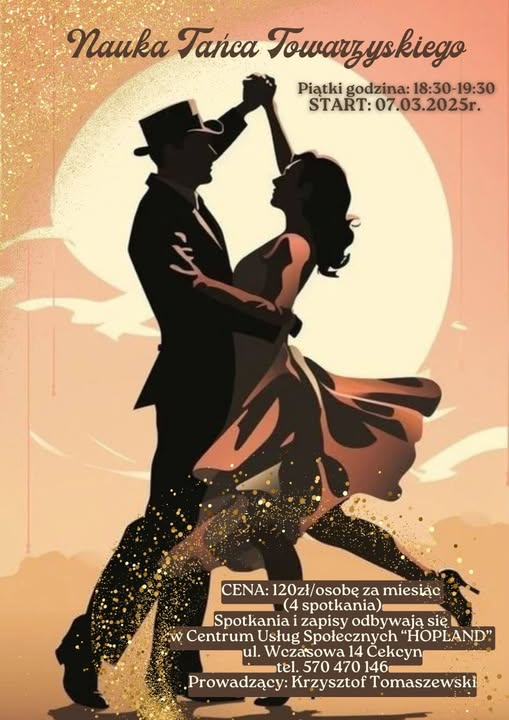 Nauka Tańca Towarzyskiego
Piątki godzina: 18:30-19:30
START: 07.03.2025r.
CENA: 120zł/osobę za miesiąc
(4 spotkania)
Spotkania i zapisy odbywają się
w Centrum Usług Społecznych “HOPLAND”
ul. Wczasowa 14 Cekcyn
tel. 570 470 146
Prowadzący: Krzysztof Tomaszewski